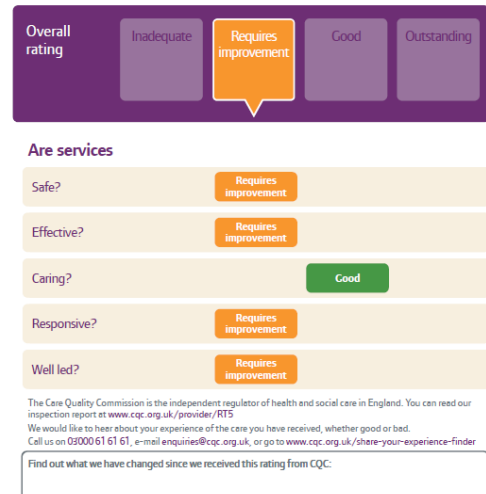 Overall rating
Inadequate
Requires improvement
Good
Outstanding
Are services
Safe?
Requires improvement
Effective?
Requires improvement
Caring?
Good
Responsive?
Requires improvement
Well led?
Requires improvement
The Care Quality Commission is the independent regulator of health and social care in England. You can read our
inspection report at www.cqc.org.uk/provider/RT5
We would like to hear about your experience of the care you have received, whether good or bad.
Call us on 03000 61 61 61, e-mail enquiries@cqc.org.uk, or go to www.cqc.org.uk/share-your-experience-finder
Find out what we have changed since we received this rating from CQC: